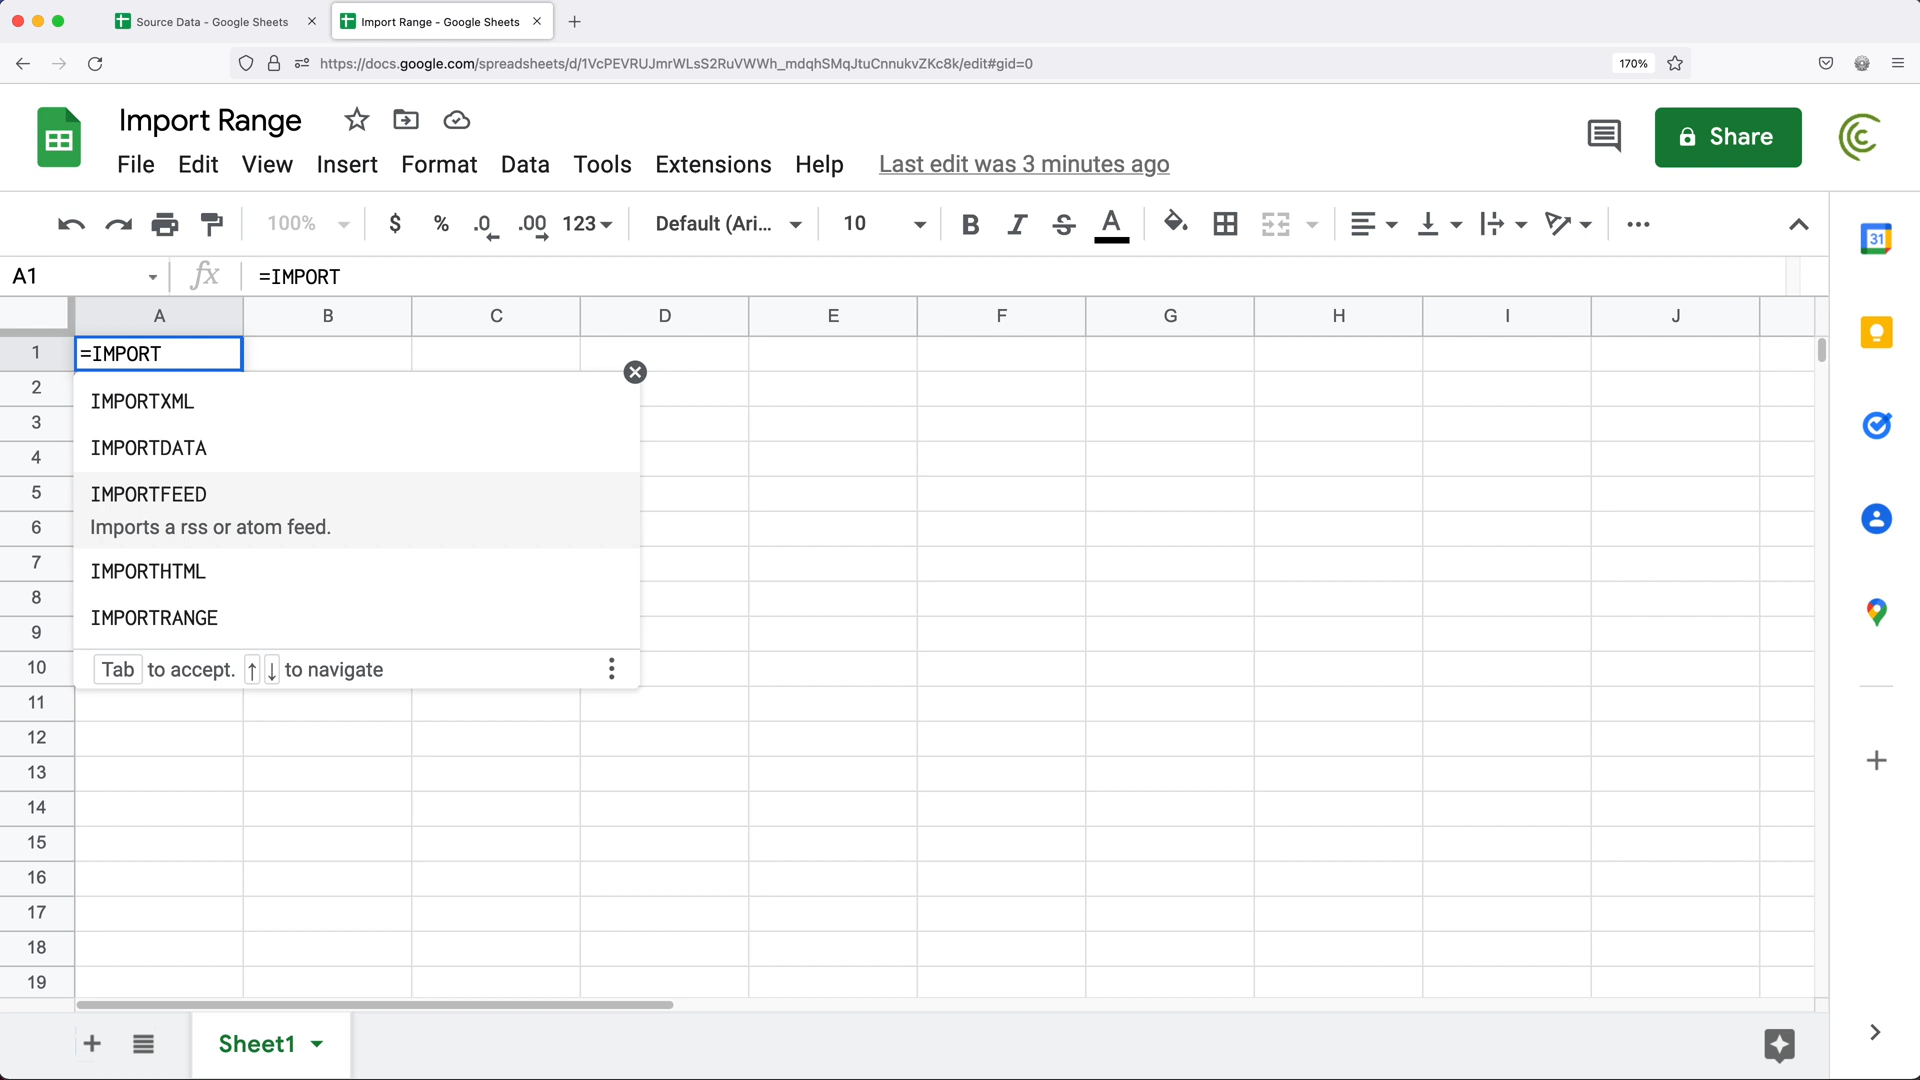 Source Data - Google Sheets
Import Range - Google Sheets
https://docs.google.com/spreadsheets/d/1VcPEVRUJmrWLsS2RuVWWh_mdqhSMqJtuCnnukvZKc8k/edit#gid=0
170%
Import Range
Share
File Edit View Insert Format Data Tools Extensions Help Last edit was 3 minutes ago
100% $ % .0 .00 123 Default (Ari... 10 B I S A
31
A1 fx =IMPORT
A B C D E F G H I J
1 =IMPORT
2
IMPORTXML
3
4 IMPORTDATA
5 IMPORTFEED
6 Imports a rss or atom feed.
7 IMPORTHTML
8
9 IMPORTRANGE
10 Tab to accept. ↑ ↓ to navigate
11
12
13
14
15
16
17
18
19
Sheet1